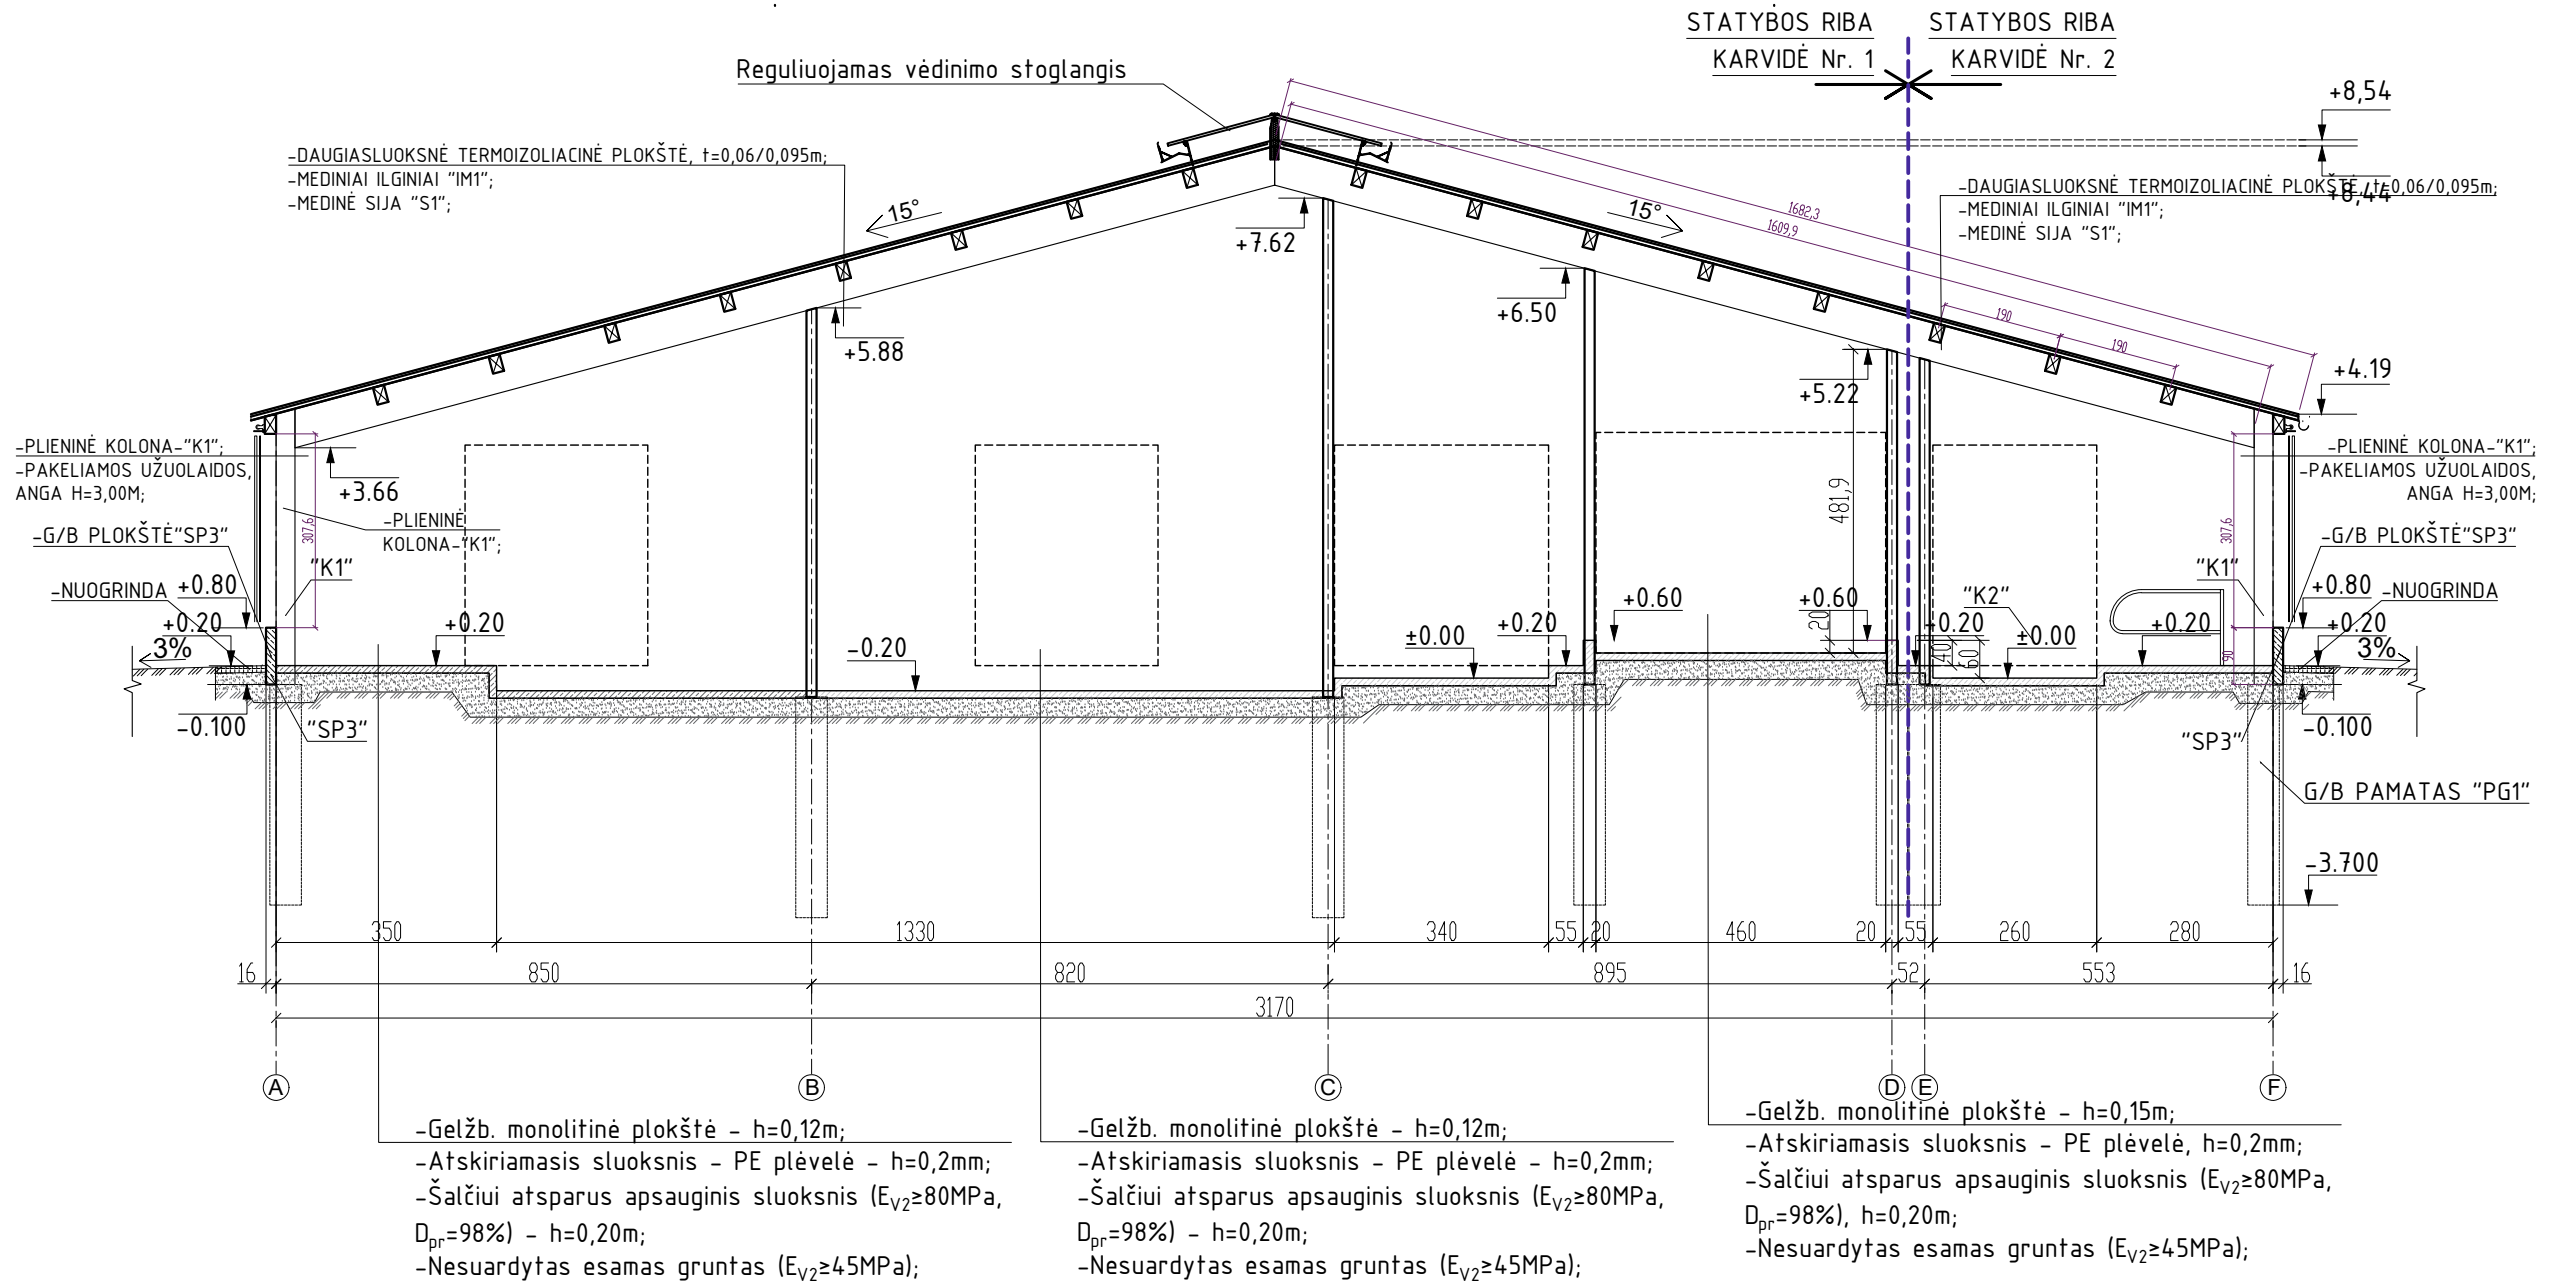 STATYBOS RIBA
KARVIDĖ Nr. 1
STATYBOS RIBA
KARVIDĖ Nr. 2
Reguliuojamas vėdinimo stoglangis
+8,54
+8,44
-DAUGIASLUOKSNĖ TERMOIZOLIACINĖ PLOKŠTĖ, t=0,06/0,095m;
-MEDINIAI ILGINIAI "IM1";
-MEDINĖ SIJA "S1";
-DAUGIASLUOKSNĖ TERMOIZOLIACINĖ PLOKŠTĖ, t=0,06/0,095m;
-MEDINIAI ILGINIAI "IM1";
-MEDINĖ SIJA "S1";
15°
15°
1682,3
1609,9
190
190
+7.62
+6.50
+5.88
+5.22
+4.19
+3.66
481,9
-PLIENINĖ KOLONA-"K1";
-PAKELIAMOS UŽUOLAIDOS,
ANGA H=3,00M;
-PLIENINĖ
KOLONA-"K1";
307,6
-G/B PLOKŠTĖ"SP3"
"K1"
-NUOGRINDA
+0.80
+0.20
3%
+0.20
-0.20
±0.00
+0.20
+0.60
+0.60
20
"K2"
+0.20
40
60
±0.00
+0.20
-PLIENINĖ KOLONA-"K1";
-PAKELIAMOS UŽUOLAIDOS,
ANGA H=3,00M;
307,6
-G/B PLOKŠTĖ"SP3"
"K1"
+0.80
-NUOGRINDA
+0.20
3%
90
-0.100
"SP3"
-0.100
"SP3"
G/B PAMATAS "PG1"
-3.700
350
1330
340
55
20
460
20
55
260
280
16
850
820
895
52
553
16
3170
A
B
C
D
E
F
-Gelžb. monolitinė plokštė - h=0,12m;
-Atskiriamasis sluoksnis - PE plėvelė - h=0,2mm;
-Šalčiui atsparus apsauginis sluoksnis (EV2≥80MPa,
Dpr=98%) - h=0,20m;
-Nesuardytas esamas gruntas (EV2≥45MPa);
-Gelžb. monolitinė plokštė - h=0,12m;
-Atskiriamasis sluoksnis - PE plėvelė - h=0,2mm;
-Šalčiui atsparus apsauginis sluoksnis (EV2≥80MPa,
Dpr=98%) - h=0,20m;
-Nesuardytas esamas gruntas (EV2≥45MPa);
-Gelžb. monolitinė plokštė - h=0,15m;
-Atskiriamasis sluoksnis - PE plėvelė, h=0,2mm;
-Šalčiui atsparus apsauginis sluoksnis (EV2≥80MPa,
Dpr=98%), h=0,20m;
-Nesuardytas esamas gruntas (EV2≥45MPa);